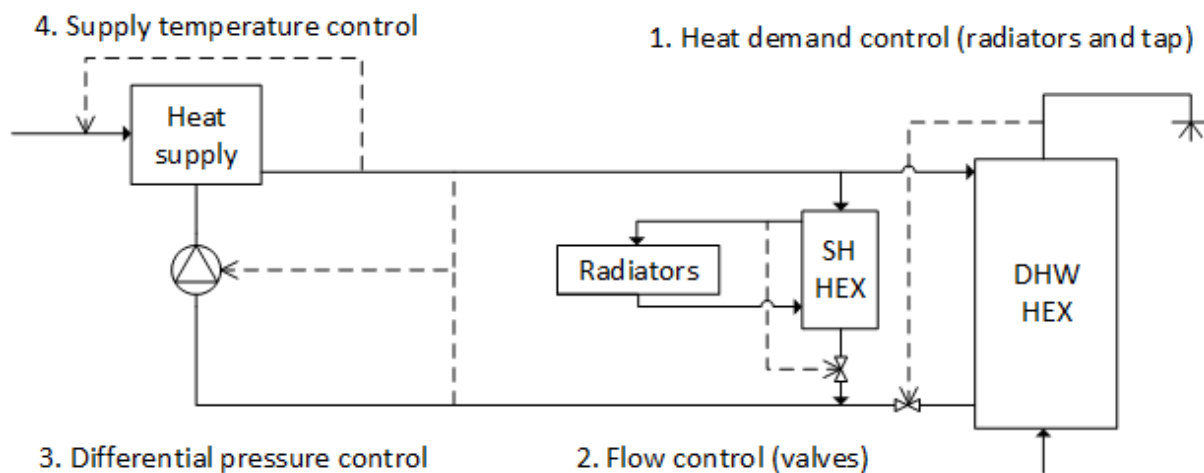 4. Supply temperature control
1. Heat demand control (radiators and tap)
Heat
supply
Radiators
SH
HEX
DHW
HEX
3. Differential pressure control
2. Flow control (valves)